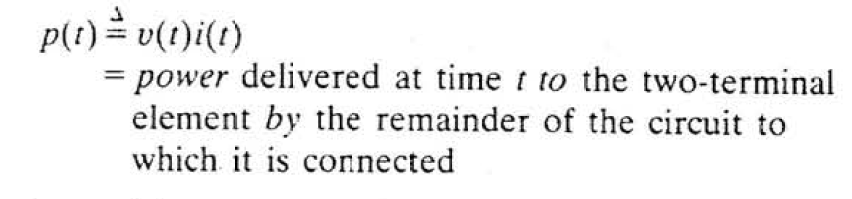 p(t) ≜ v(t)i(t)
= power delivered at time t to the two-terminal
element by the remainder of the circuit to
which it is connected